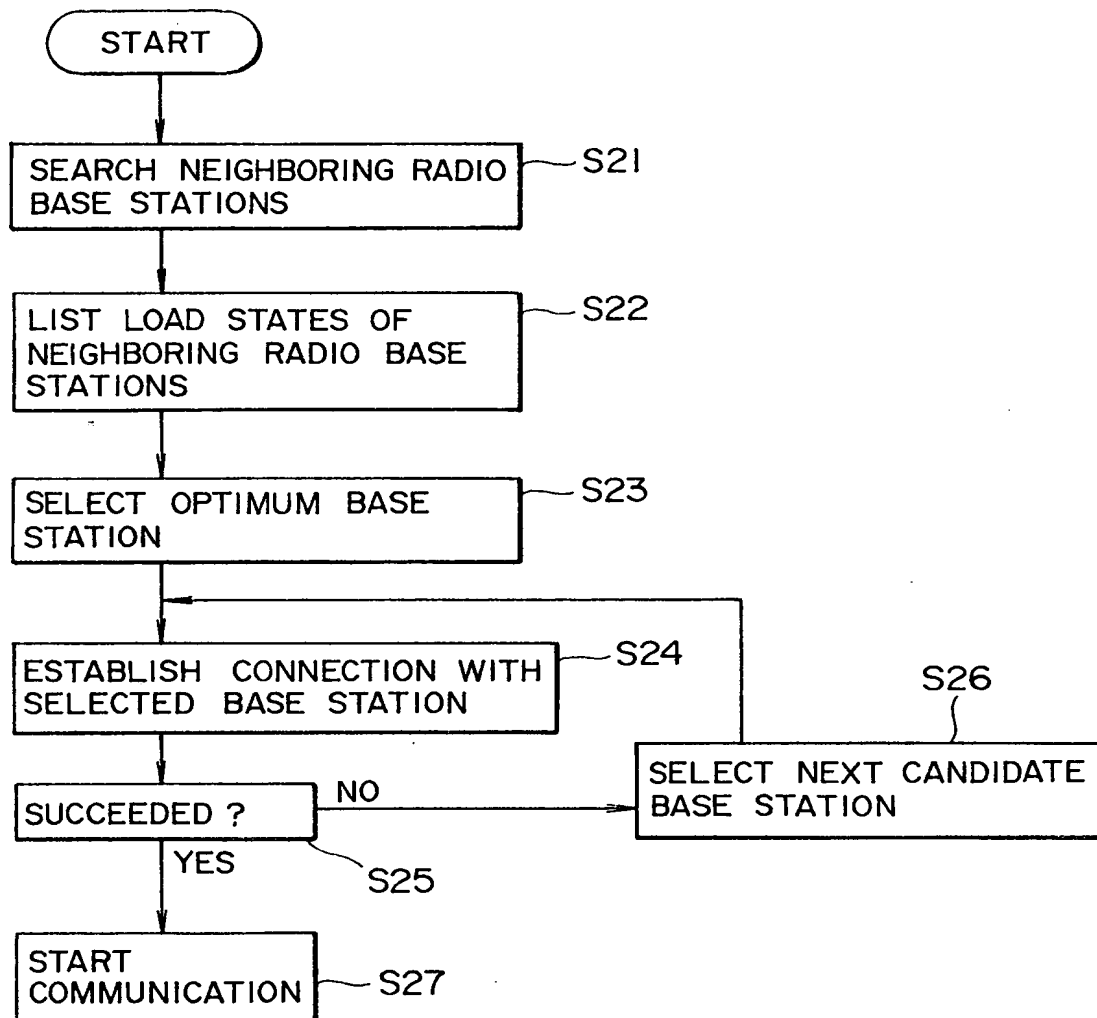 START
SEARCH NEIGHBORING RADIO
BASE STATIONS
S21
LIST LOAD STATES OF
NEIGHBORING RADIO BASE
STATIONS
S22
SELECT OPTIMUM BASE
STATION
S23
ESTABLISH CONNECTION WITH
SELECTED BASE STATION
S24
SUCCEEDED ?
NO
YES
S25
S26
SELECT NEXT CANDIDATE
BASE STATION
START
COMMUNICATION
S27